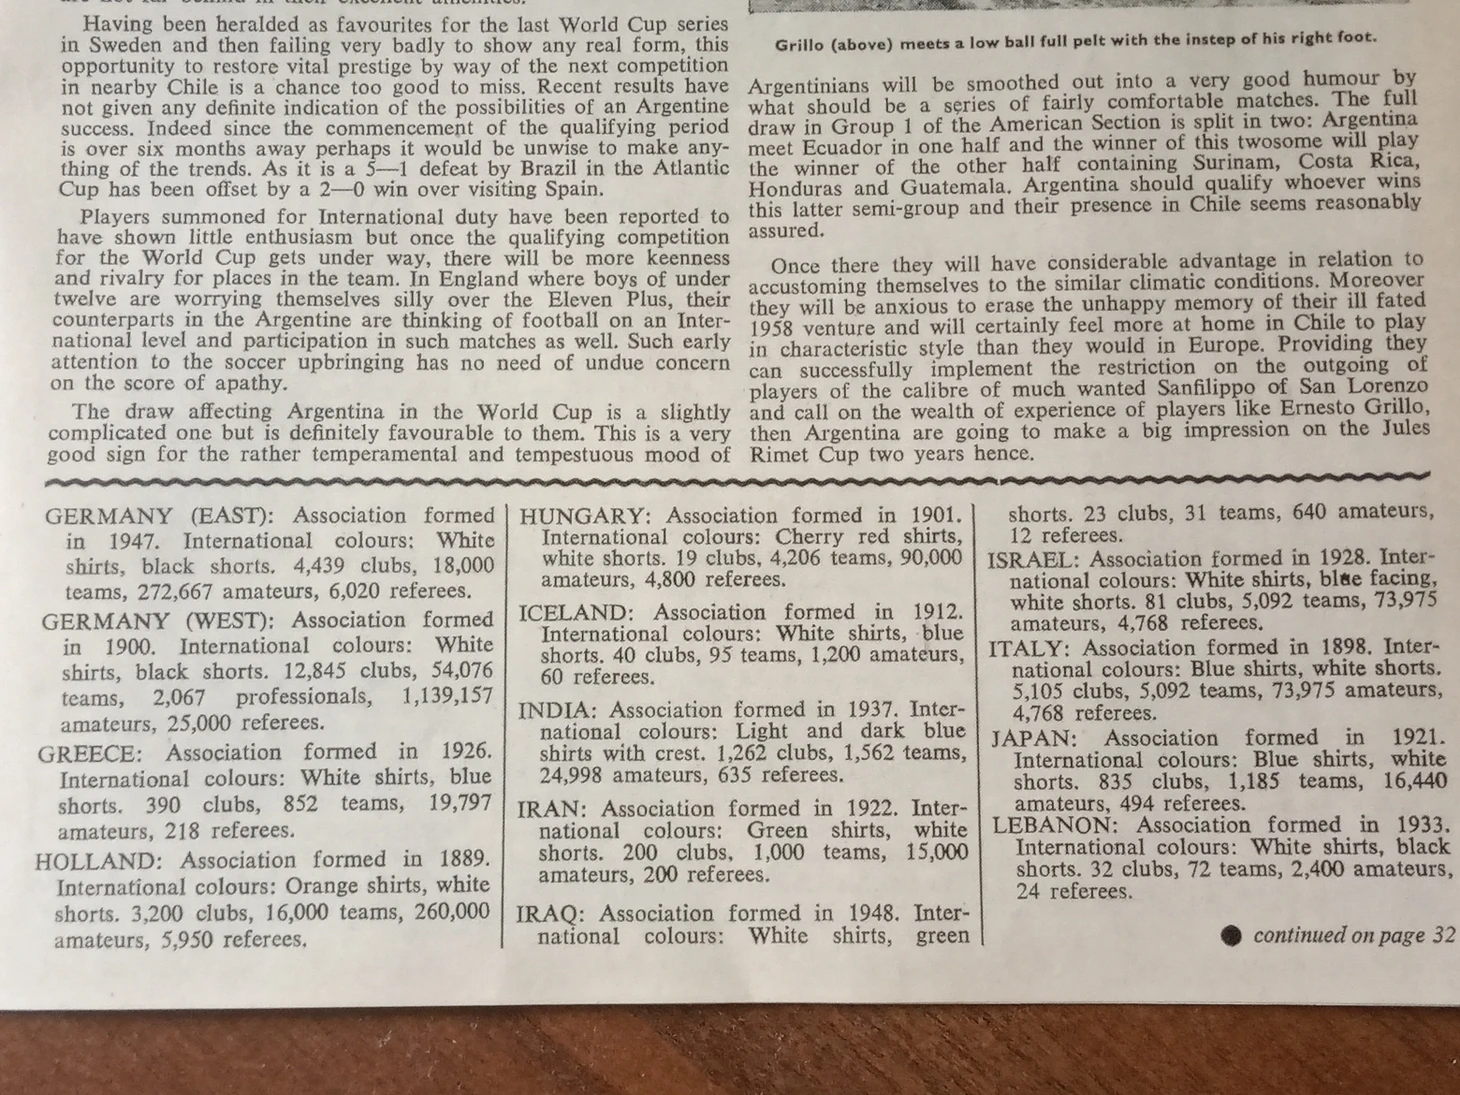 Having been heralded as favourites for the last World Cup series
in Sweden and then failing very badly to show any real form, this
opportunity to restore vital prestige by way of the next competition
in nearby Chile is a chance too good to miss. Recent results have
not given any definite indication of the possibilities of an Argentine
success. Indeed since the commencement of the qualifying period
is over six months away perhaps it would be unwise to make any-
thing of the trends. As it is a 5—1 defeat by Brazil in the Atlantic
Cup has been offset by a 2—0 win over visiting Spain.
Players summoned for International duty have been reported to
have shown little enthusiasm but once the qualifying competition
for the World Cup gets under way, there will be more keenness
and rivalry for places in the team. In England where boys of under
twelve are worrying themselves silly over the Eleven Plus, their
counterparts in the Argentine are thinking of football on an Inter-
national level and participation in such matches as well. Such early
attention to the soccer upbringing has no need of undue concern
on the score of apathy.
The draw affecting Argentina in the World Cup is a slightly
complicated one but is definitely favourable to them. This is a very
good sign for the rather temperamental and tempestuous mood of
Grillo (above) meets a low ball full pelt with the instep of his right foot.
Argentinians will be smoothed out into a very good humour by
what should be a series of fairly comfortable matches. The full
draw in Group 1 of the American Section is split in two: Argentina
meet Ecuador in one half and the winner of this twosome will play
the winner of the other half containing Surinam, Costa Rica,
Honduras and Guatemala. Argentina should qualify whoever wins
this latter semi-group and their presence in Chile seems reasonably
assured.
Once there they will have considerable advantage in relation to
accustoming themselves to the similar climatic conditions. Moreover
they will be anxious to erase the unhappy memory of their ill fated
1958 venture and will certainly feel more at home in Chile to play
in characteristic style than they would in Europe. Providing they
can successfully implement the restriction on the outgoing of
players of the calibre of much wanted Sanfilippo of San Lorenzo
and call on the wealth of experience of players like Ernesto Grillo,
then Argentina are going to make a big impression on the Jules
Rimet Cup two years hence.
GERMANY (EAST): Association formed
in 1947. International colours: White
shirts, black shorts. 4,439 clubs, 18,000
teams, 272,667 amateurs, 6,020 referees.
GERMANY (WEST): Association formed
in 1900. International colours: White
shirts, black shorts. 12,845 clubs, 54,076
teams, 2,067 professionals, 1,139,157
amateurs, 25,000 referees.
GREECE: Association formed in 1926.
International colours: White shirts, blue
shorts. 390 clubs, 852 teams, 19,797
amateurs, 218 referees.
HOLLAND: Association formed in 1889.
International colours: Orange shirts, white
shorts. 3,200 clubs, 16,000 teams, 260,000
amateurs, 5,950 referees.
HUNGARY: Association formed in 1901.
International colours: Cherry red shirts,
white shorts. 19 clubs, 4,206 teams, 90,000
amateurs, 4,800 referees.
ICELAND: Association formed in 1912.
International colours: White shirts, blue
shorts. 40 clubs, 95 teams, 1,200 amateurs,
60 referees.
INDIA: Association formed in 1937. Inter-
national colours: Light and dark blue
shirts with crest. 1,262 clubs, 1,562 teams,
24,998 amateurs, 635 referees.
IRAN: Association formed in 1922. Inter-
national colours: Green shirts, white
shorts. 200 clubs, 1,000 teams, 15,000
amateurs, 200 referees.
IRAQ: Association formed in 1948. Inter-
national colours: White shirts, green
shorts. 23 clubs, 31 teams, 640 amateurs,
12 referees.
ISRAEL: Association formed in 1928. Inter-
national colours: White shirts, blue facing,
white shorts. 81 clubs, 5,092 teams, 73,975
amateurs, 4,768 referees.
ITALY: Association formed in 1898. Inter-
national colours: Blue shirts, white shorts.
5,105 clubs, 5,092 teams, 73,975 amateurs,
4,768 referees.
JAPAN: Association formed in 1921.
International colours: Blue shirts, white
shorts. 835 clubs, 1,185 teams, 16,440
amateurs, 494 referees.
LEBANON: Association formed in 1933.
International colours: White shirts, black
shorts. 32 clubs, 72 teams, 2,400 amateurs,
24 referees.
● continued on page 32